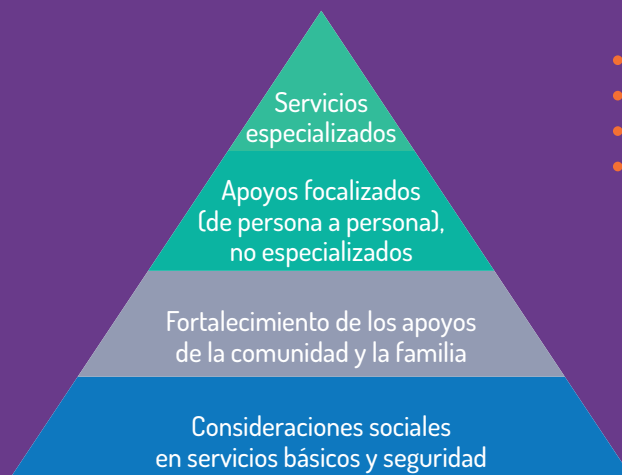 Servicios
especializados
Apoyos focalizados
(de persona a persona),
no especializados
Fortalecimiento de los apoyos
de la comunidad y la familia
Consideraciones sociales
en servicios básicos y seguridad